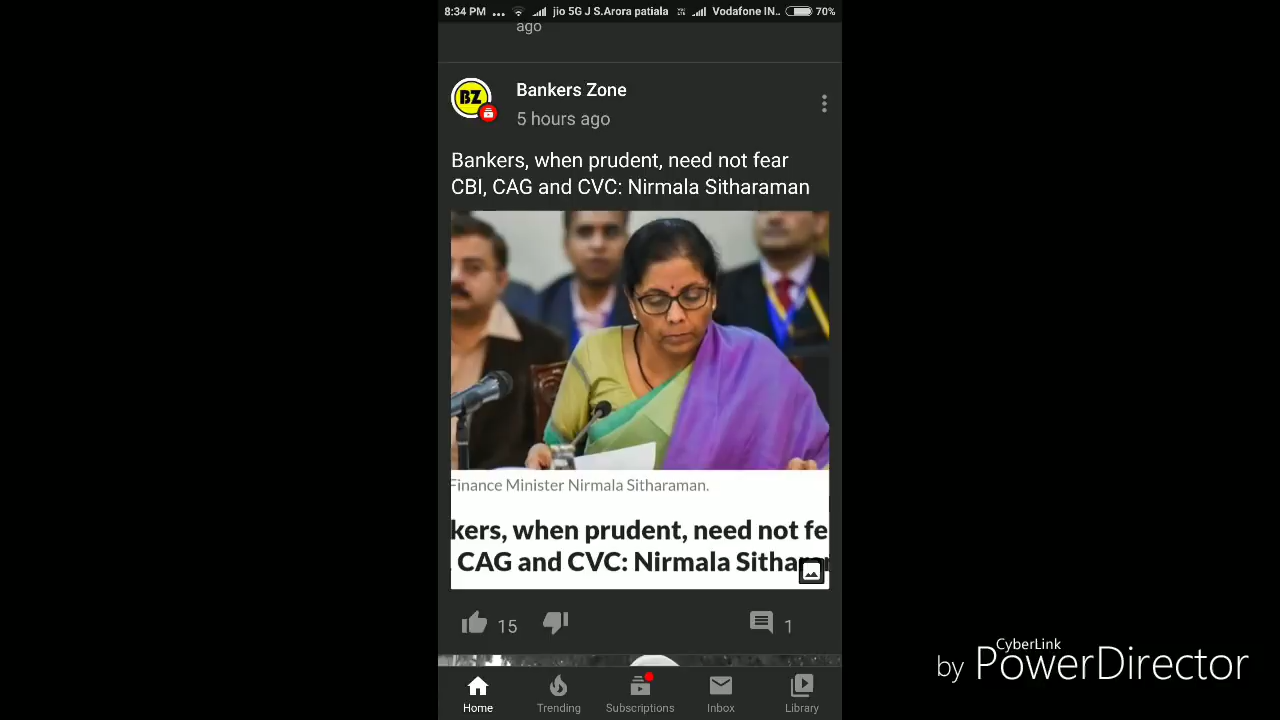 8:34 PM ... jio 5G J S.Arora patiala Vodafone IN.. 70%
ago
BZ
Bankers Zone
5 hours ago
Bankers, when prudent, need not fear
CBI, CAG and CVC: Nirmala Sitharaman
Finance Minister Nirmala Sitharaman.
kers, when prudent, need not fe
CAG and CVC: Nirmala Sithara
15
1
CyberLink
by PowerDirector
Home Trending Subscriptions Inbox Library